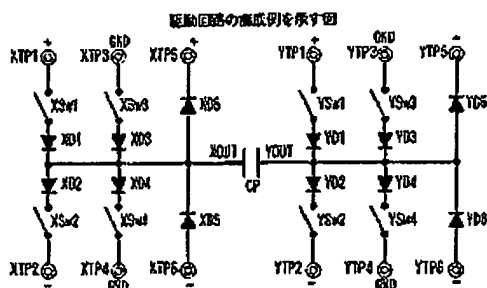 駆動回路の構成例を示す図
+ GND + + GND −
XTP1 XTP3 XTP5 YTP1 YTP3 YTP5
XSw1 XSw3 XD5 YSw1 YSw3 YD5
XD1 XD3 YD1 YD3
XOUT YOUT
CP
XD2 XD4 YD2 YD4
XSw2 XSw4 YSw2 YSw4
XTP2 XTP4 XTP6 YTP2 YTP4 YTP6
− GND − − GND −